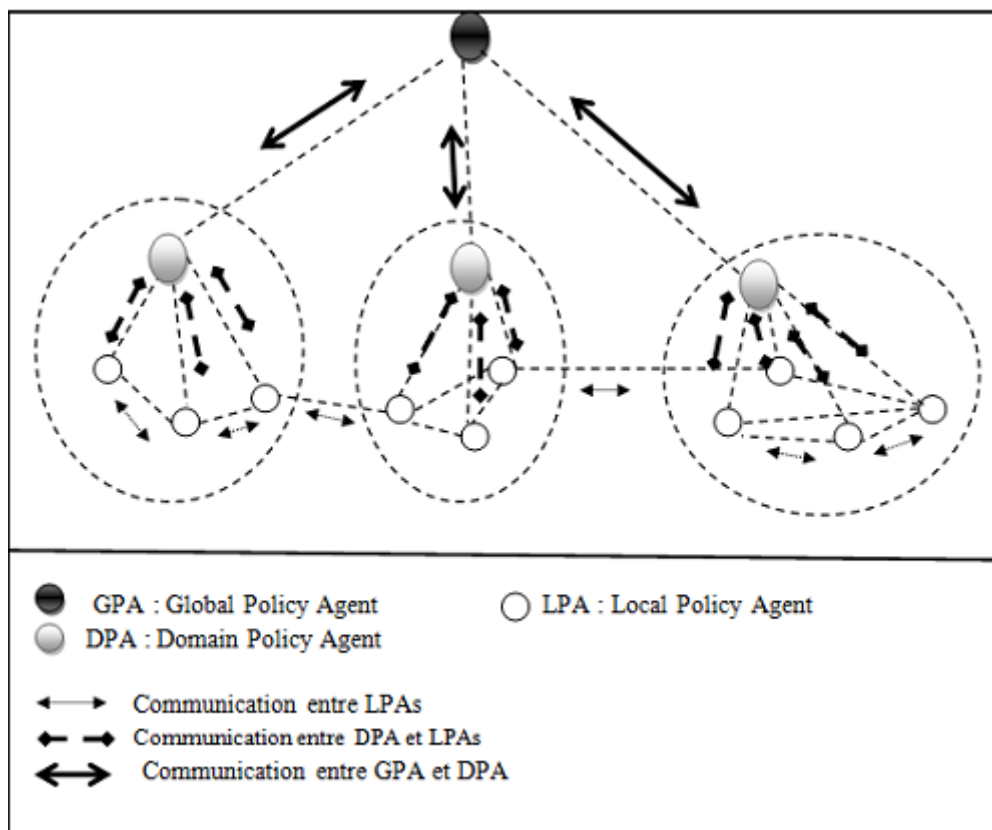 GPA : Global Policy Agent
LPA : Local Policy Agent
DPA : Domain Policy Agent
Communication entre LPAs
Communication entre DPA et LPAs
Communication entre GPA et DPA